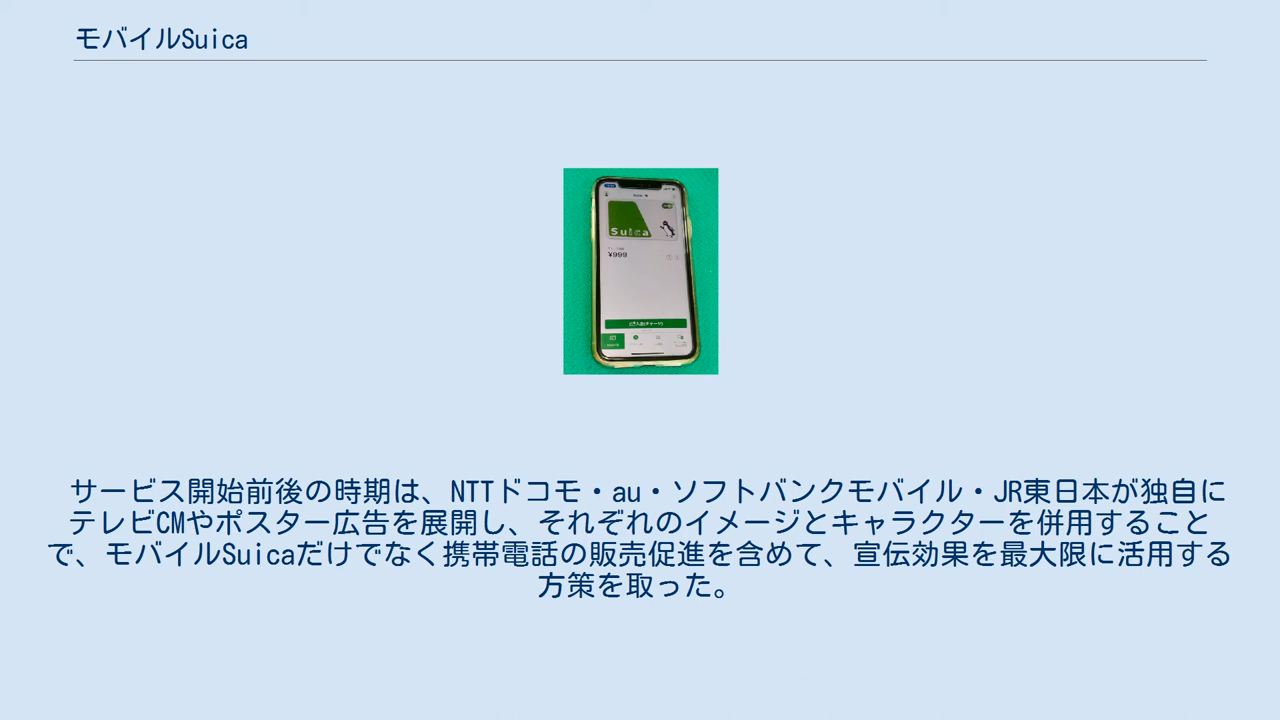 モバイルSuica
Suica
¥999
サービス開始前後の時期は、NTTドコモ・au・ソフトバンクモバイル・JR東日本が独自に
テレビCMやポスター広告を展開し、それぞれのイメージとキャラクターを併用すること
で、モバイルSuicaだけでなく携帯電話の販売促進を含めて、宣伝効果を最大限に活用する
方策を取った。